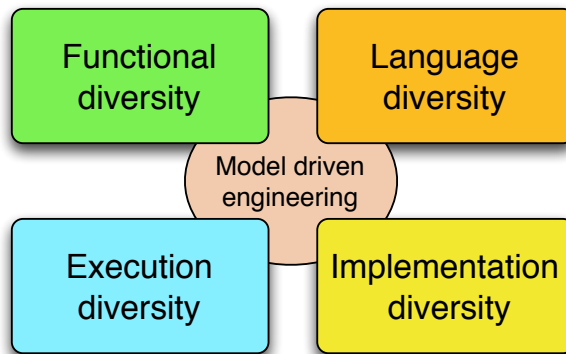 Functional
diversity
Language
diversity
Model driven
engineering
Execution
diversity
Implementation
diversity